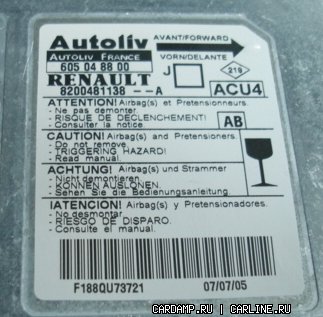 Autoliv
AVANT/FORWARD
AUTOLIV FRANCE
VORN/DELANTE
605 04 88 00
RENAULT
J
219
8200481138 --A
ACU4
ATTENTION! Airbag(s) et Pretensionneurs.
- Ne pas demonter.
- RISQUE DE DECLENCHEMENT!
- Consulter la notice.
AB
CAUTION! Airbag(s) and Pretensioners
- Do not remove.
- TRIGGERING HAZARD!
- Read manual.
ACHTUNG! Airbag(s) und Strammer
- Nicht demontieren
- KÖNNEN AUSLÖNEN.
- Sehen Sie die Bedienungsanleitung.
!ATENCION! Airbag(s) y Pretensionadores.
- No desmontar
- RIESGO DE DISPARO.
- Consulte el manual.
F188QU73721
07/07/05
CARDAMP.RU | CARLINE.RU